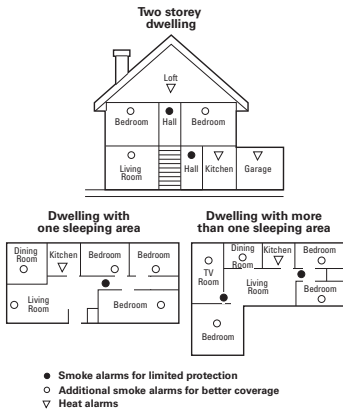 Two storey
dwelling
Loft
Bedroom
Hall
Bedroom
Living
Room
Hall
Kitchen
Garage
Dwelling with
one sleeping area
Dining
Room
Kitchen
Bedroom
Bedroom
Living
Room
Bedroom
Dwelling with more
than one sleeping area
TV
Room
Dining
Room
Kitchen
Bedroom
Living
Room
Bedroom
Bedroom
Smoke alarms for limited protection
Additional smoke alarms for better coverage
Heat alarms